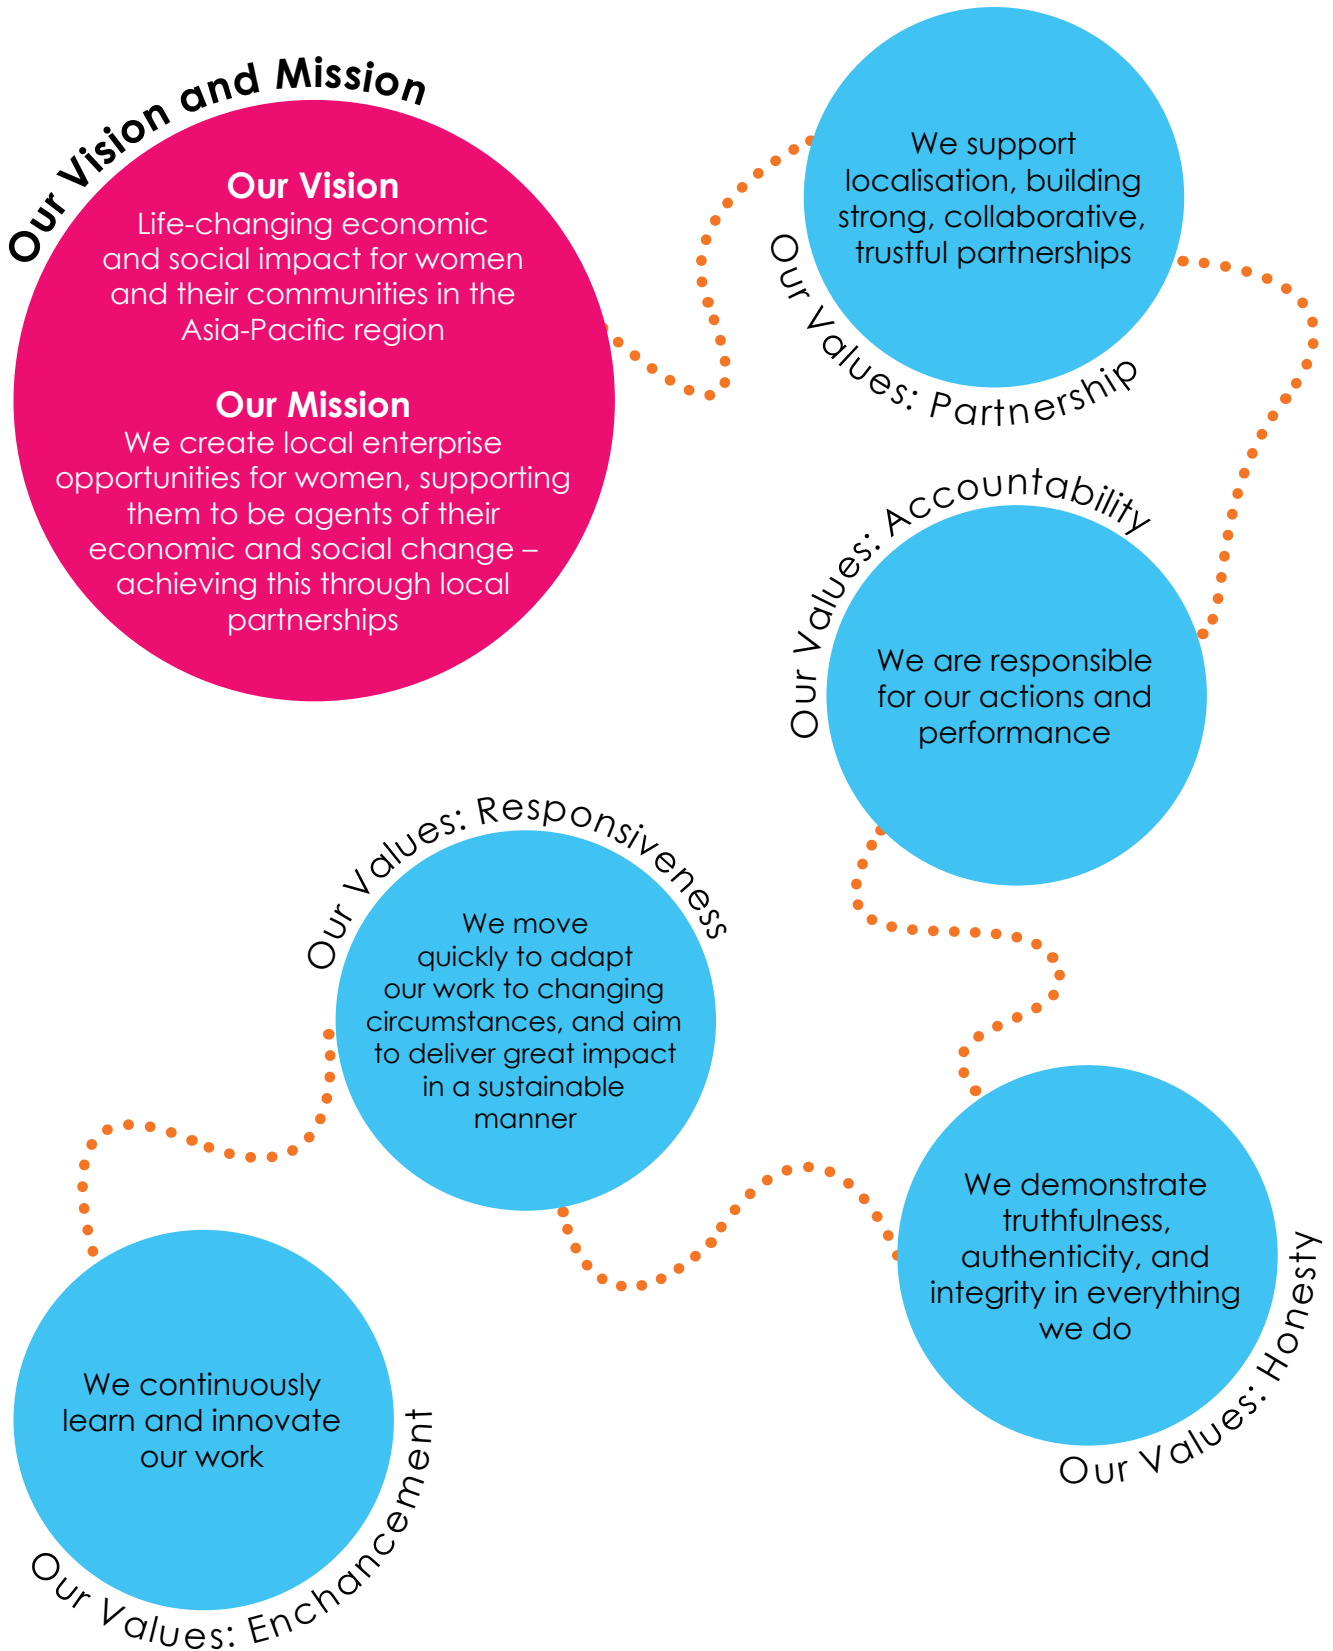 Our Vision and Mission
Our Vision
Life-changing economic
and social impact for women
and their communities in the
Asia-Pacific region
Our Mission
We create local enterprise
opportunities for women, supporting
them to be agents of their
economic and social change –
achieving this through local
partnerships
We support
localisation, building
strong, collaborative,
trustful partnerships
Our Values: Partnership
Our Values: Accountability
We are responsible
for our actions and
performance
We demonstrate
truthfulness,
authenticity, and
integrity in everything
we do
Our Values: Honesty
Our Values: Responsiveness
We move
quickly to adapt
our work to changing
circumstances, and aim
to deliver great impact
in a sustainable
manner
We continuously
learn and innovate
our work
Our Values: Enchancement